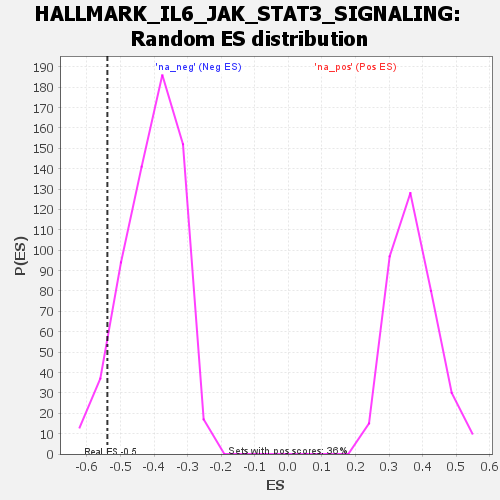 HALLMARK_IL6_JAK_STAT3_SIGNALING:
Random ES distribution
'na_neg' (Neg ES) 'na_pos' (Pos ES)
190
180
170
160
150
140
130
120
110
100
90
80
70
60
50
40
30
20
10
0
P(ES)
Real ES -0.5 Sets with pos scores: 36%
-0.6 -0.5 -0.4 -0.3 -0.2 -0.1 0.0 0.1 0.2 0.3 0.4 0.5 0.6
ES